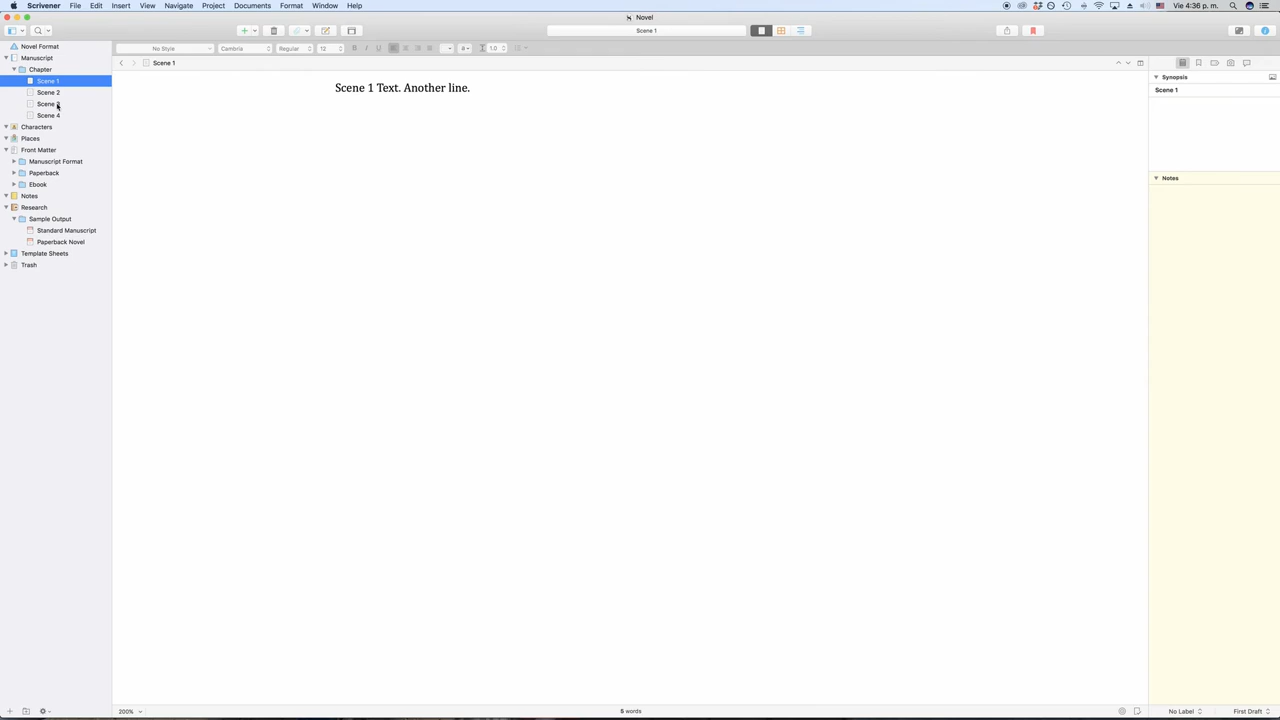 Scrivener File Edit Insert View Navigate Project Documents Format Window Help Vie 4:36 p. m.
Novel
Scene 1
No Style Cambria Regular 12 B I U a 1.0
Scene 1
Novel Format
Manuscript
Chapter
Scene 1
Scene 2
Scene
Scene 4
Characters
Places
Front Matter
Manuscript Format
Paperback
Ebook
Notes
Research
Sample Output
Standard Manuscript
Paperback Novel
Template Sheets
Trash
Scene 1 Text. Another line.
Synopsis
Scene 1
Notes
200% 5 words No Label First Draft